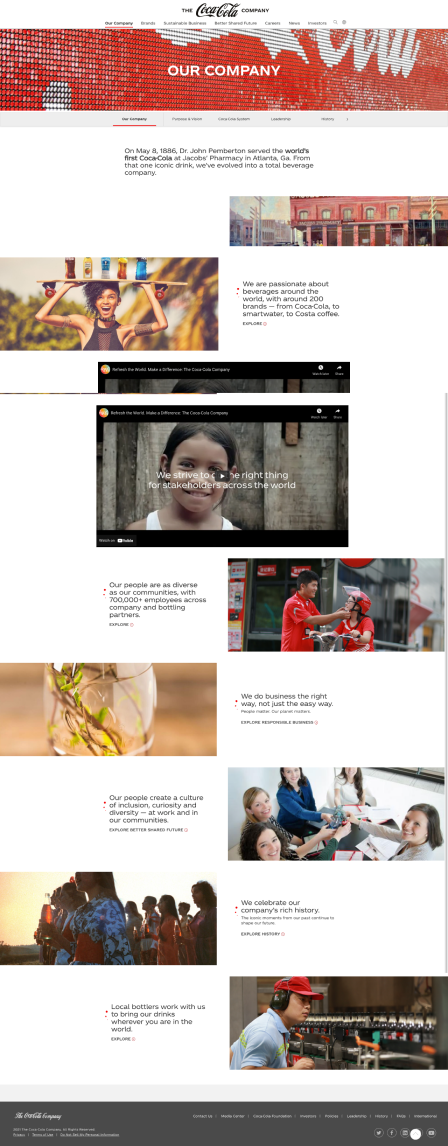 THE Coca-Cola COMPANY
Our Company Brands Sustainable Business Better Shared Future Careers News Investors
OUR COMPANY
Our Company Purpose & Vision Coca-Cola System Leadership History
On May 8, 1886, Dr. John Pemberton served the world's
first Coca-Cola at Jacobs' Pharmacy in Atlanta, Ga. From
that one iconic drink, we've evolved into a total beverage
company.
We are passionate about
beverages around the
world, with around 200
brands — from Coca-Cola, to
smartwater, to Costa coffee.
EXPLORE
Refresh the World. Make a Difference: The Coca-Cola Company
Watch later Share
Refresh the World. Make a Difference: The Coca-Cola Company
Watch later Share
We strive to the right thing
for stakeholders across the world
Watch on YouTube
Our people are as diverse
as our communities, with
700,000+ employees across
company and bottling
partners.
EXPLORE
We do business the right
way, not just the easy way.
People matter. Our planet matters.
EXPLORE RESPONSIBLE BUSINESS
Our people create a culture
of inclusion, curiosity and
diversity — at work and in
our communities.
EXPLORE BETTER SHARED FUTURE
We celebrate our
company's rich history.
The iconic moments from our past continue to
shape our future.
EXPLORE HISTORY
Local bottlers work with us
to bring our drinks
wherever you are in the
world.
EXPLORE
The Coca-Cola Company
Contact Us | Media Center | Coca-Cola Foundation | Investors | Policies | Leadership | History | FAQs | International
2021 The Coca-Cola Company, All Rights Reserved
Privacy | Terms of Use | Do Not Sell My Personal Information